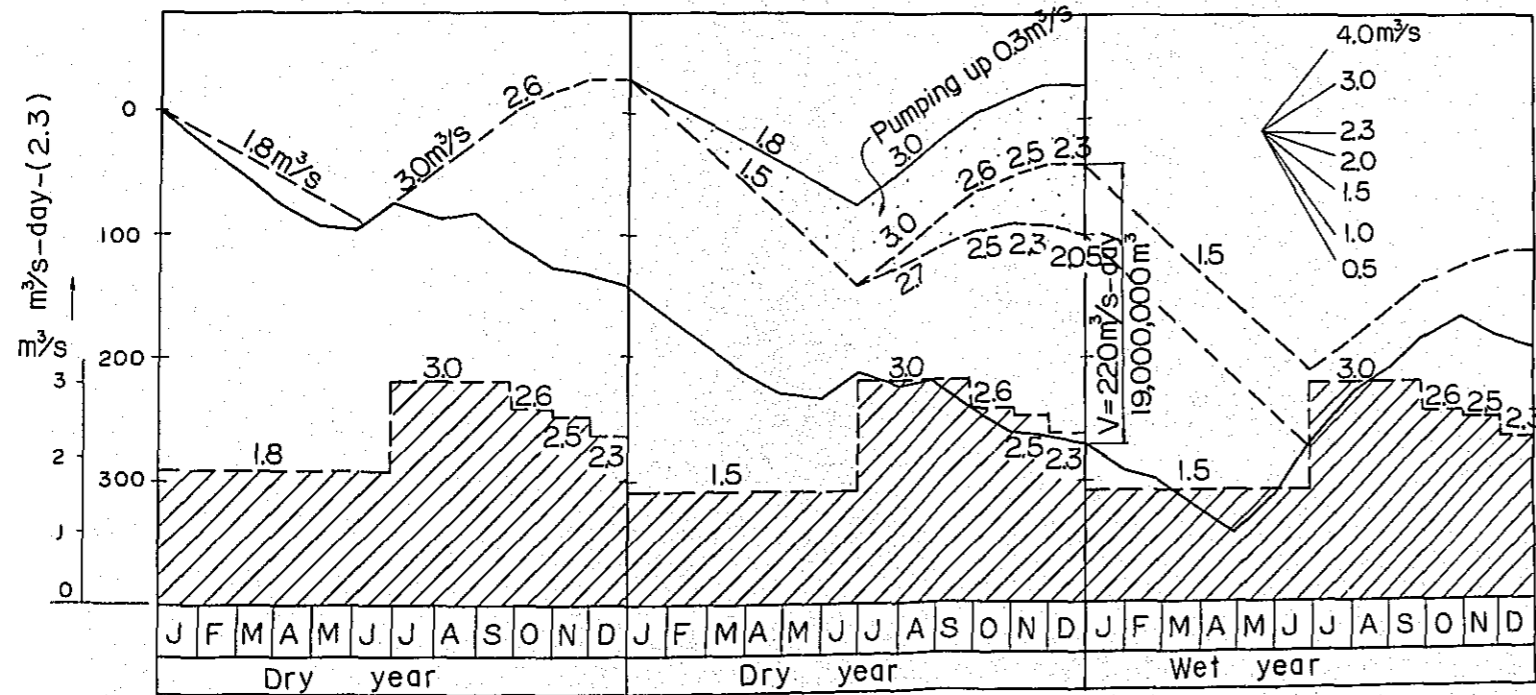 m³/s-day-(2.3)
m³/s
0
100
200
300
3
2
1
0
1.8m³/s
3.0m³/s
2.6
1.8
3.0
2.6
2.5
2.3
1.8
1.5
Pumping up 0.3m³/s
3.0
3.0
2.6
2.5
2.3
2.7
2.5
2.3
2.05
V=220m³/s-day
19,000,000m³
1.5
3.0
2.6
2.5
2.3
1.5
4.0m³/s
3.0
2.3
2.0
1.5
1.0
0.5
1.5
3.0
2.6
2.5
J F M A M J J A S O N D
J F M A M J J A S O N D
J F M A M J J A S O N D
Dry year
Dry year
Wet year